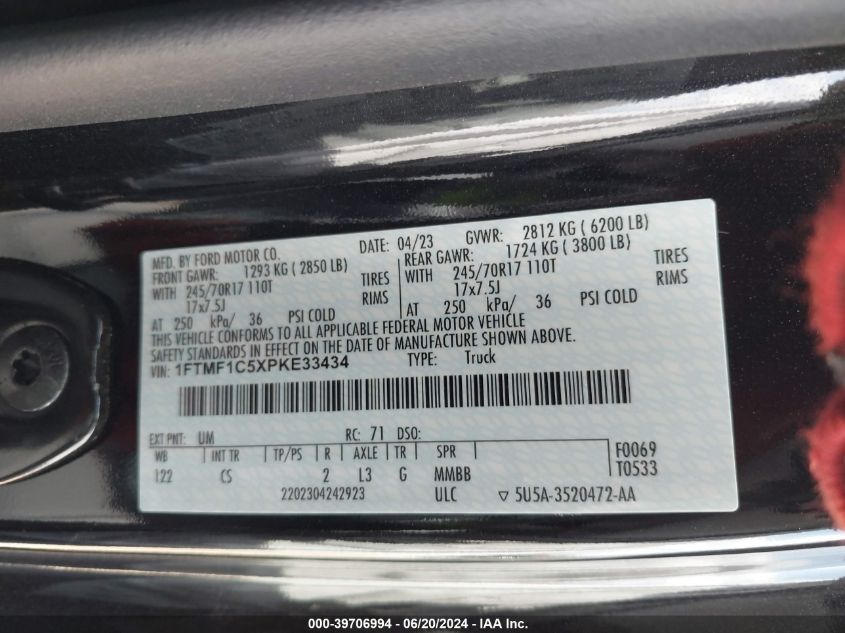 MFD. BY FORD MOTOR CO. DATE: 04/23 GVWR: 2812 KG ( 6200 LB)
FRONT GAWR: 1293 KG ( 2850 LB) REAR GAWR: 1724 KG ( 3800 LB)
WITH 245/70R17 110T TIRES WITH 245/70R17 110T TIRES
17x7.5J RIMS 17x7.5J RIMS
AT 250 kPa/ 36 PSI COLD AT 250 kPa/ 36 PSI COLD
THIS VEHICLE CONFORMS TO ALL APPLICABLE FEDERAL MOTOR VEHICLE
SAFETY STANDARDS IN EFFECT ON THE DATE OF MANUFACTURE SHOWN ABOVE.
VIN: 1FTMF1C5XPKE33434 TYPE: Truck
EXT PNT: UM RC: 71 DSO:
WB INT TR TP/PS R AXLE TR SPR F0069
122 CS 2 L3 G MMBB T0533
2202304242923 ULC ▽ 5U5A-3520472-AA
000-39706994 - 06/20/2024 - IAA Inc.